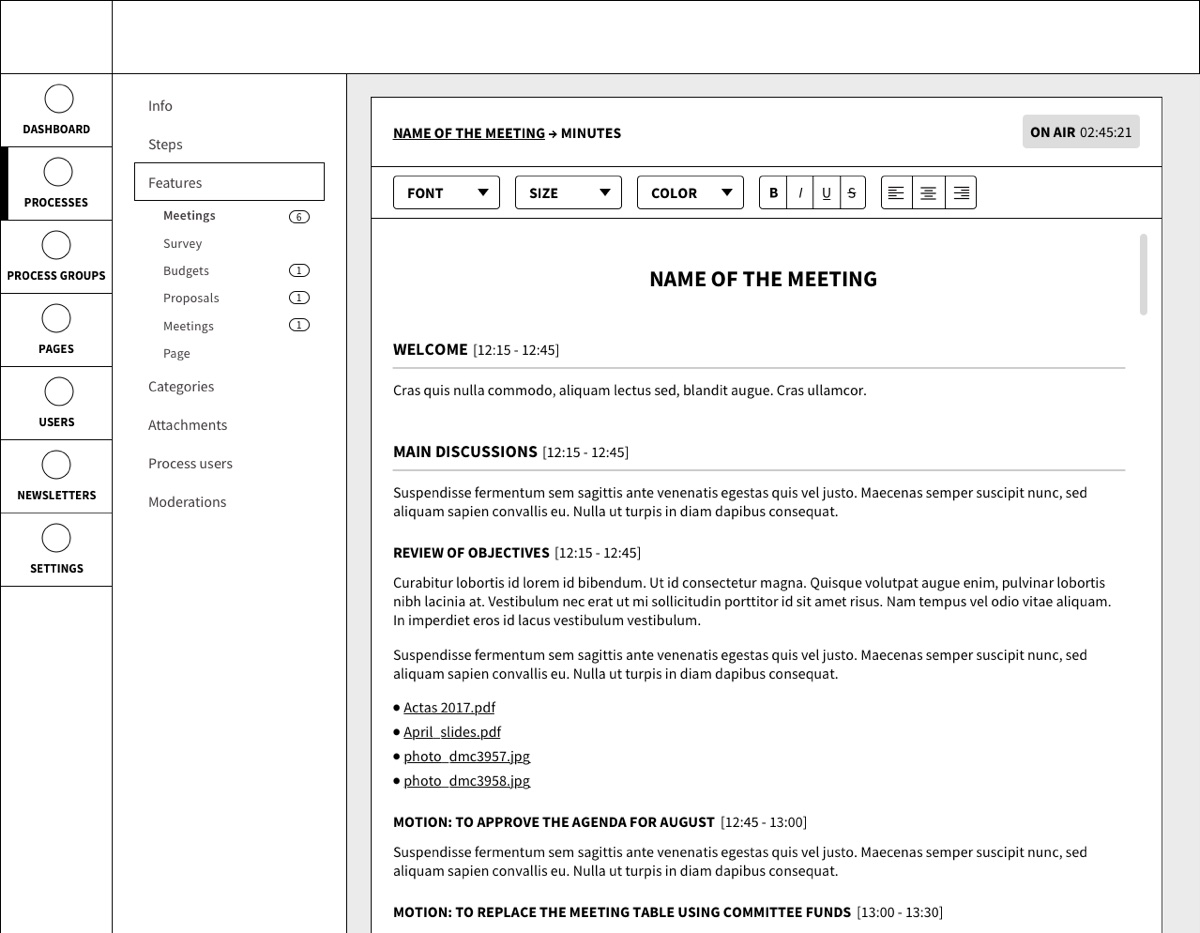 DASHBOARD
PROCESSES
PROCESS GROUPS
PAGES
USERS
NEWSLETTERS
SETTINGS
Info
Steps
Features
Meetings 6
Survey
Budgets 1
Proposals 1
Meetings 1
Page
Categories
Attachments
Process users
Moderations
NAME OF THE MEETING → MINUTES
ON AIR 02:45:21
FONT SIZE COLOR B I U S
NAME OF THE MEETING
WELCOME [12:15 - 12:45]
Cras quis nulla commodo, aliquam lectus sed, blandit augue. Cras ullamcor.
MAIN DISCUSSIONS [12:15 - 12:45]
Suspendisse fermentum sem sagittis ante venenatis egestas quis vel justo. Maecenas semper suscipit nunc, sed
aliquam sapien convallis eu. Nulla ut turpis in diam dapibus consequat.
REVIEW OF OBJECTIVES [12:15 - 12:45]
Curabitur lobortis id lorem id bibendum. Ut id consectetur magna. Quisque volutpat augue enim, pulvinar lobortis
nibh lacinia at. Vestibulum nec erat ut mi sollicitudin porttitor id sit amet risus. Nam tempus vel odio vitae aliquam.
In imperdiet eros id lacus vestibulum vestibulum.
Suspendisse fermentum sem sagittis ante venenatis egestas quis vel justo. Maecenas semper suscipit nunc, sed
aliquam sapien convallis eu. Nulla ut turpis in diam dapibus consequat.
● Actas 2017.pdf
● April_slides.pdf
● photo_dmc3957.jpg
● photo_dmc3958.jpg
MOTION: TO APPROVE THE AGENDA FOR AUGUST [12:45 - 13:00]
Suspendisse fermentum sem sagittis ante venenatis egestas quis vel justo. Maecenas semper suscipit nunc, sed
aliquam sapien convallis eu. Nulla ut turpis in diam dapibus consequat.
MOTION: TO REPLACE THE MEETING TABLE USING COMMITTEE FUNDS [13:00 - 13:30]